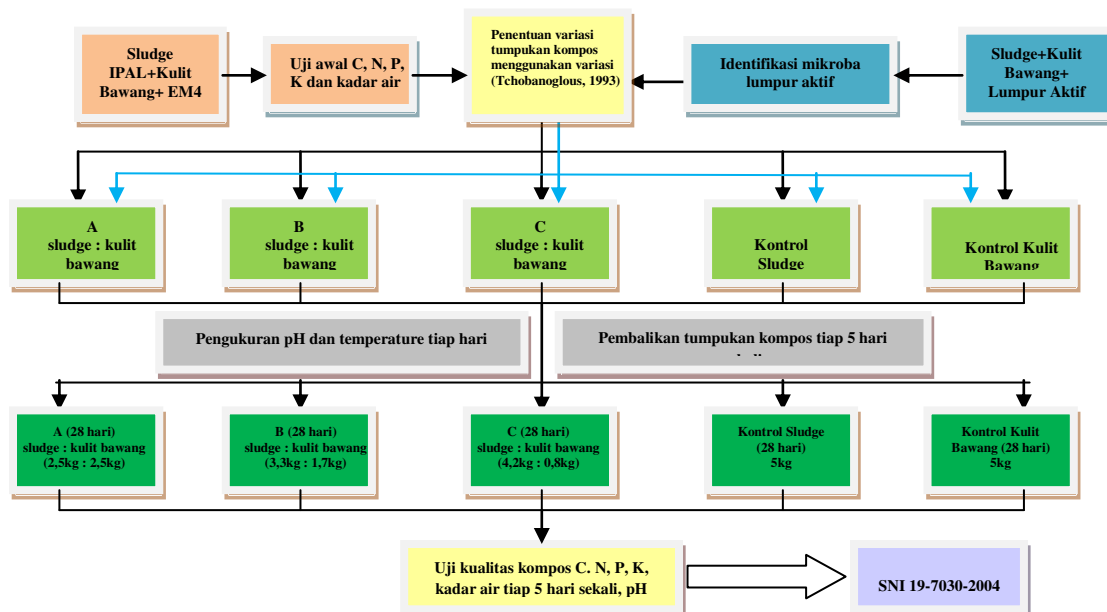 Sludge
IPAL+Kulit
Bawang+ EM4
Uji awal C, N, P,
K dan kadar air
Penentuan variasi
tumpukan kompos
menggunakan variasi
(Tchobanoglous, 1993)
Identifikasi mikroba
lumpur aktif
Sludge+Kulit
Bawang+
Lumpur Aktif
A
sludge : kulit
bawang
B
sludge : kulit
bawang
C
sludge : kulit
bawang
Kontrol
Sludge
Kontrol Kulit
Bawang
Pengukuran pH dan temperature tiap hari
Pembalikan tumpukan kompos tiap 5 hari
A (28 hari)
sludge : kulit bawang
(2,5kg : 2,5kg)
B (28 hari)
sludge : kulit bawang
(3,3kg : 1,7kg)
C (28 hari)
sludge : kulit bawang
(4,2kg : 0,8kg)
Kontrol Sludge
(28 hari)
5kg
Kontrol Kulit
Bawang (28 hari)
5kg
Uji kualitas kompos C. N, P, K,
kadar air tiap 5 hari sekali, pH
SNI 19-7030-2004